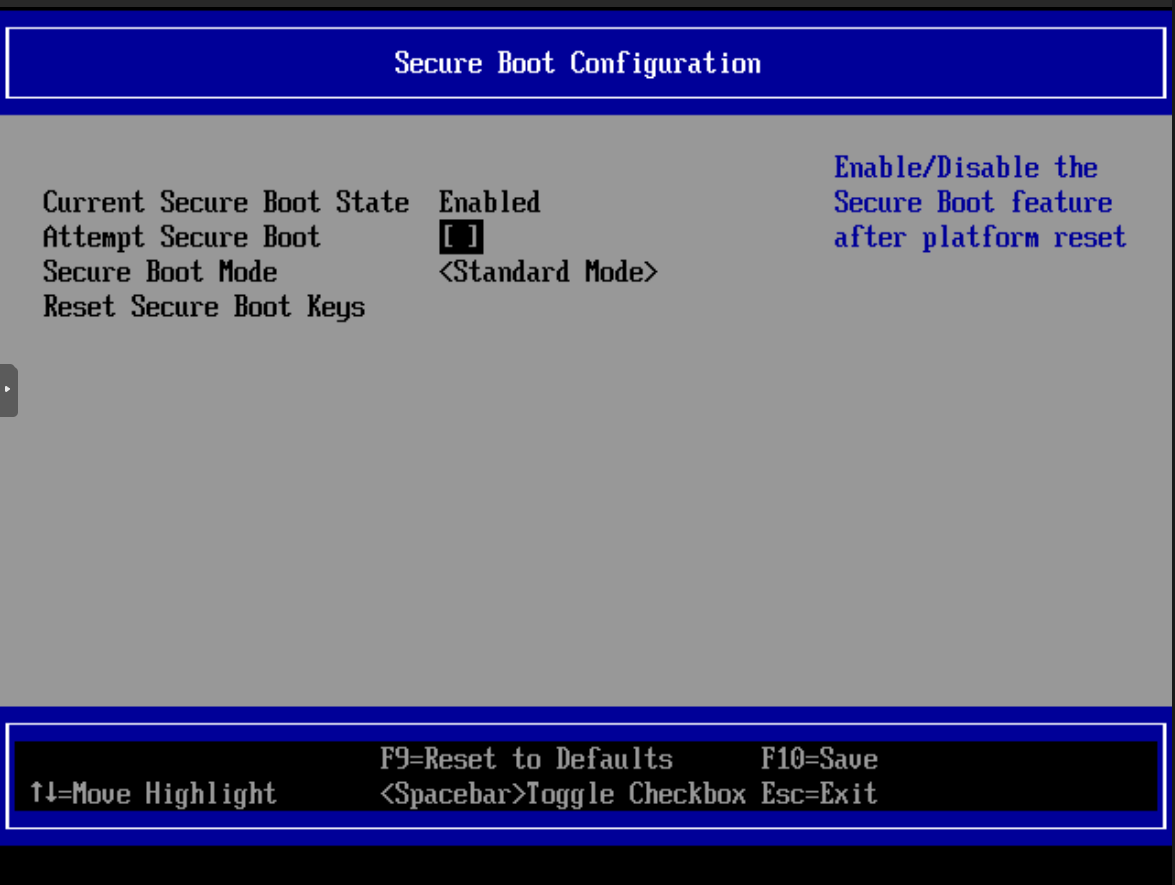 Secure Boot Configuration
Enable/Disable the
Current Secure Boot State Enabled Secure Boot feature
Attempt Secure Boot [ ] after platform reset
Secure Boot Mode <Standard Mode>
Reset Secure Boot Keys
F9=Reset to Defaults F10=Save
↑↓=Move Highlight <Spacebar>Toggle Checkbox Esc=Exit